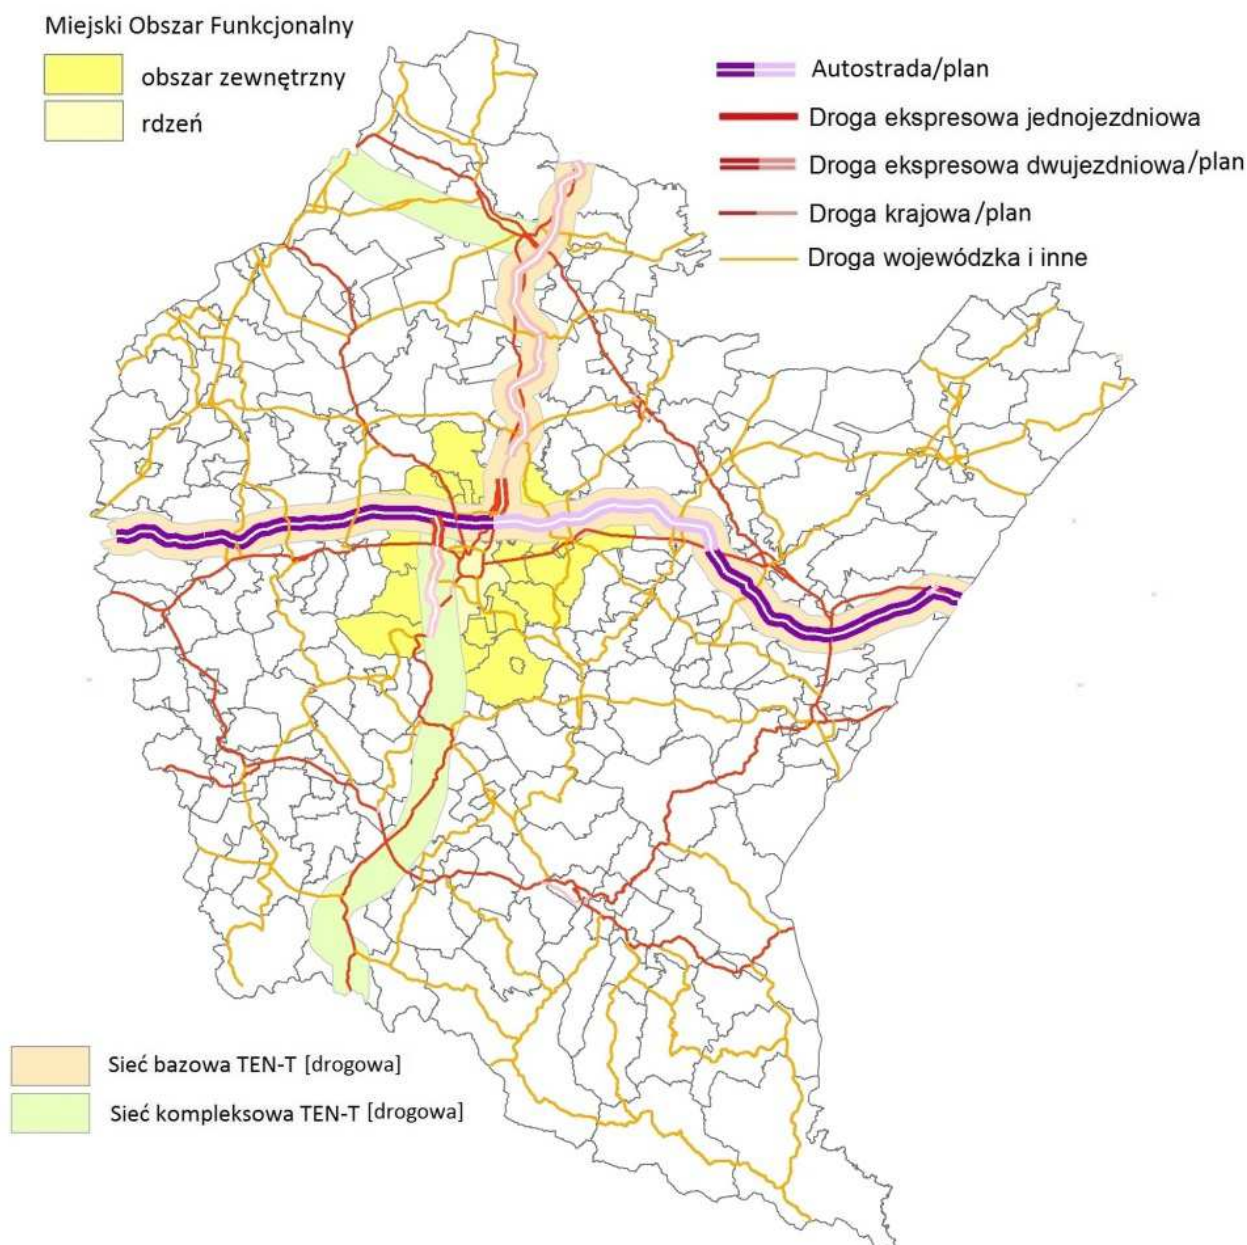 Miejski Obszar Funkcjonalny
obszar zewnętrzny
rdzeń
Autostrada/plan
Droga ekspresowa jednojezdniowa
Droga ekspresowa dwujezdniowa/plan
Droga krajowa/plan
Droga wojewódzka i inne
Sieć bazowa TEN-T [drogowa]
Sieć kompleksowa TEN-T [drogowa]